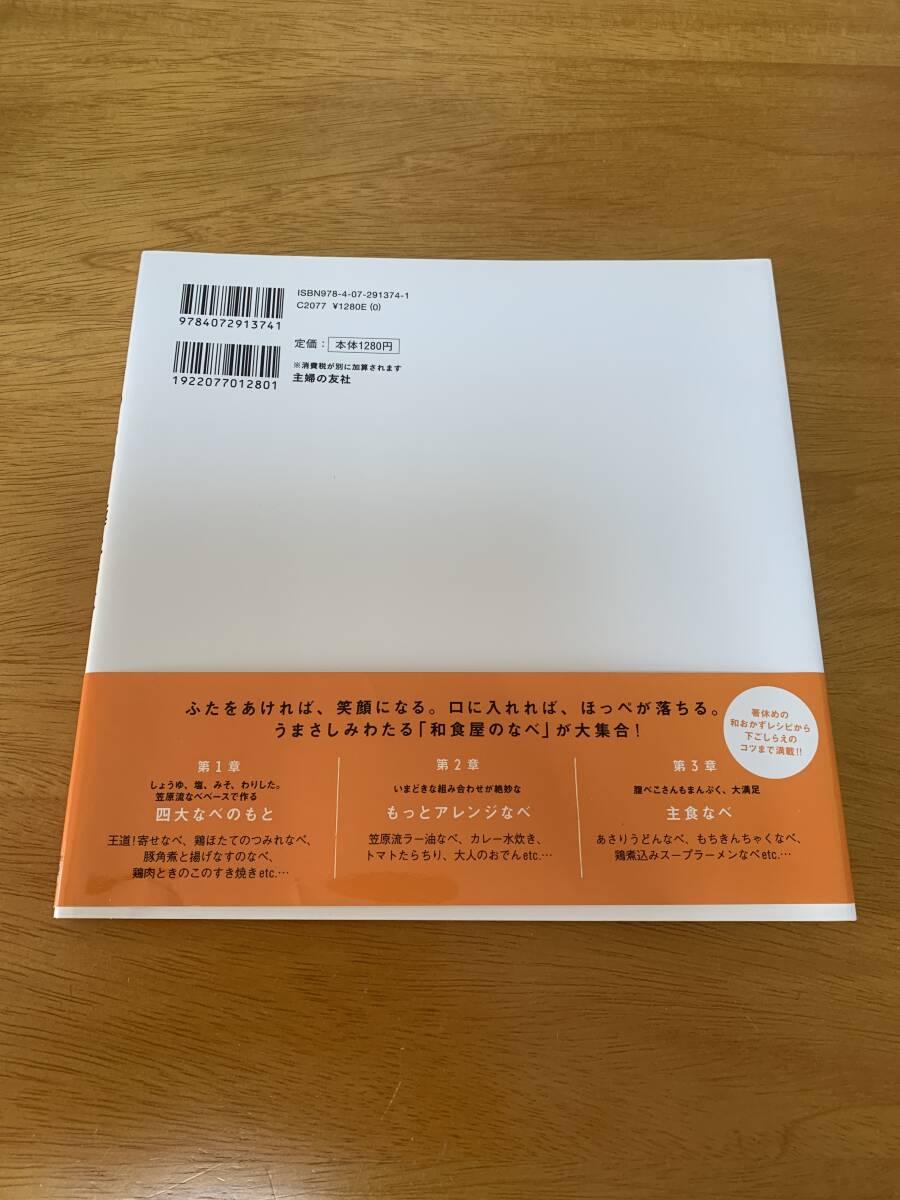 ISBN978-4-07-291374-1
C2077 ¥1280E (0)
9784072913741
定価： 本体1280円
※消費税が別に加算されます
主婦の友社
1922077012801
ふたをあければ、笑顔になる。口に入れれば、ほっぺが落ちる。
うまさしみわたる「和食屋のなべ」が大集合！
箸休めの
和おかずレシピから
下ごしらえの
コツまで満載!!
第1章
しょうゆ、塩、みそ、わりした。
笠原流なべベースで作る
四大なべのもと
王道！寄せなべ、鶏ほたてのつみれなべ、
豚角煮と揚げなすのなべ、
鶏肉ときのこのすき焼きetc.…
第2章
いまどきな組み合わせが絶妙な
もっとアレンジなべ
笠原流ラー油なべ、カレー水炊き、
トマトたらちり、大人のおでんetc.…
第3章
腹ぺこさんもまんぷく、大満足
主食なべ
あさりうどんなべ、もちきんちゃくなべ、
鶏煮込みスープラーメンなべetc.…